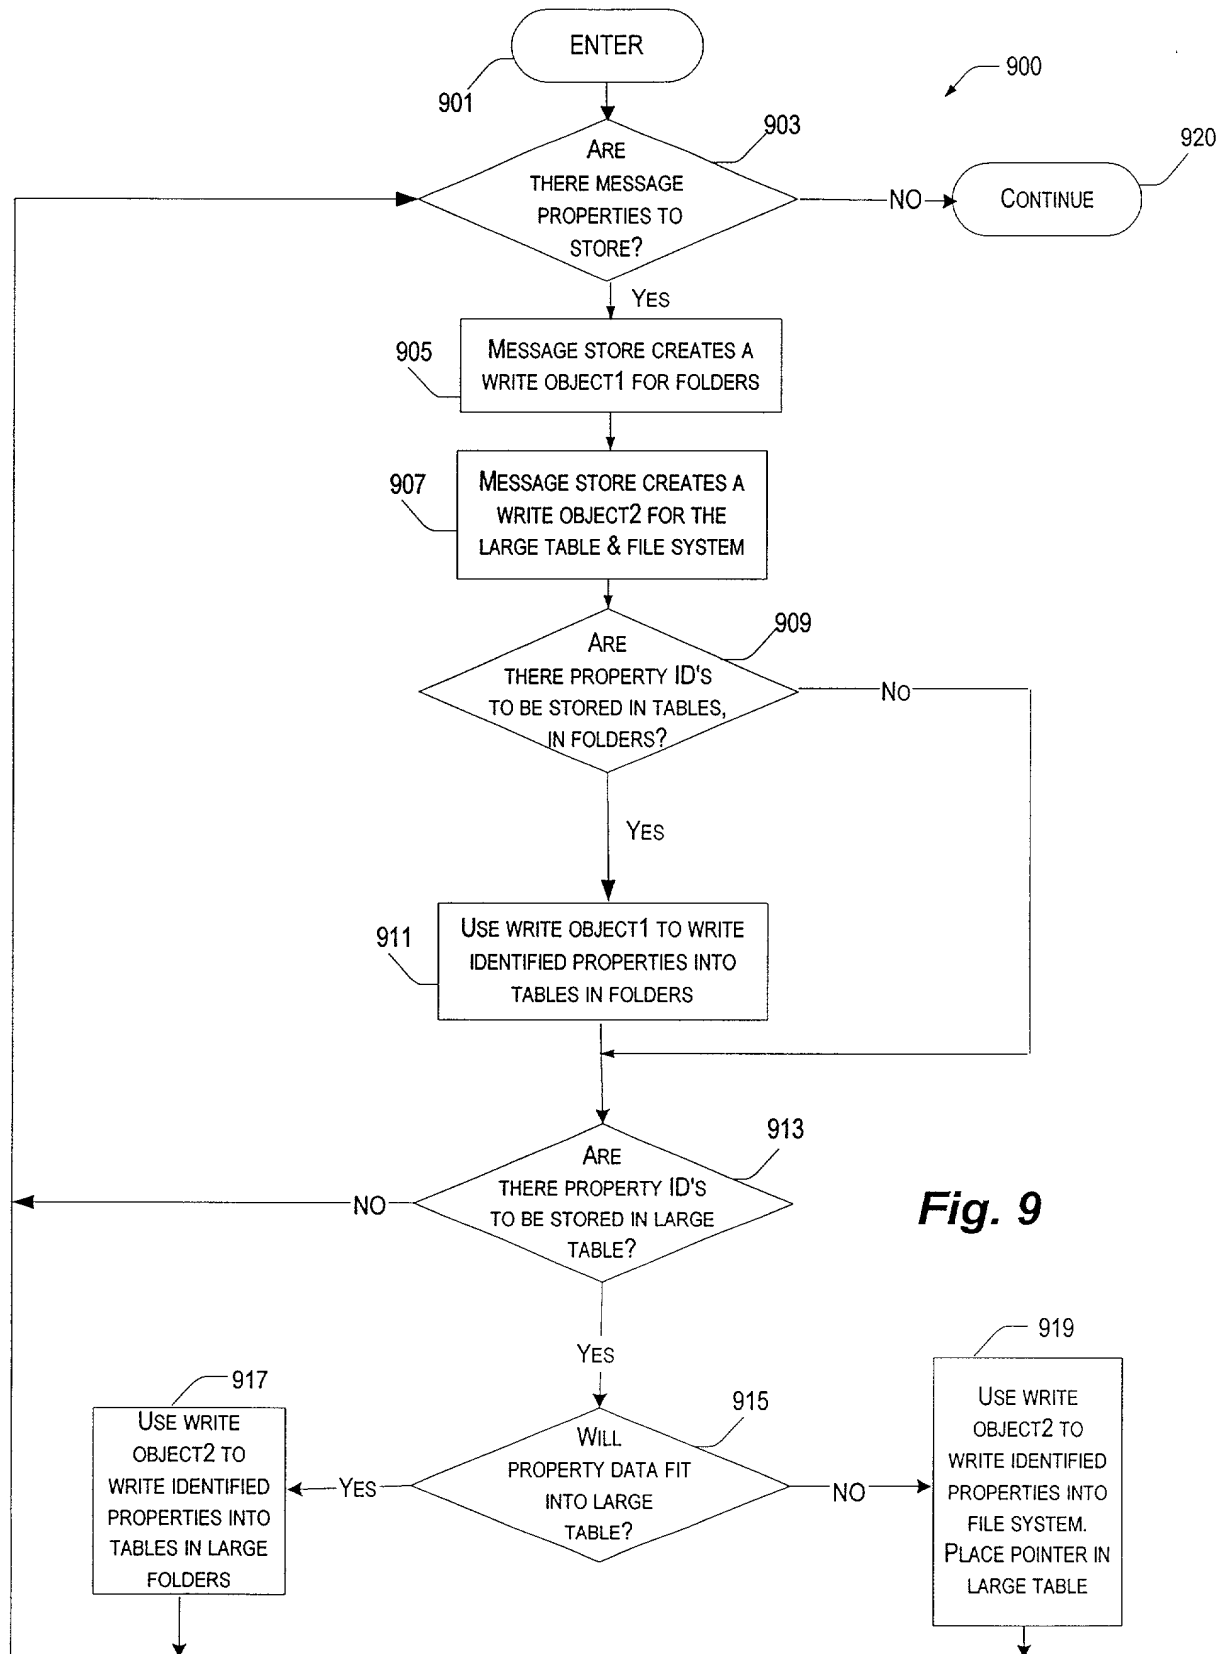 ENTER
901
900
903
ARE
THERE MESSAGE
PROPERTIES TO
STORE?
NO
CONTINUE
920
YES
905
MESSAGE STORE CREATES A
WRITE OBJECT1 FOR FOLDERS
907
MESSAGE STORE CREATES A
WRITE OBJECT2 FOR THE
LARGE TABLE & FILE SYSTEM
909
ARE
THERE PROPERTY ID'S
TO BE STORED IN TABLES,
IN FOLDERS?
NO
YES
911
USE WRITE OBJECT1 TO WRITE
IDENTIFIED PROPERTIES INTO
TABLES IN FOLDERS
913
ARE
THERE PROPERTY ID'S
TO BE STORED IN LARGE
TABLE?
NO
Fig. 9
YES
917
USE WRITE
OBJECT2 TO
WRITE IDENTIFIED
PROPERTIES INTO
TABLES IN LARGE
FOLDERS
915
WILL
PROPERTY DATA FIT
INTO LARGE
TABLE?
YES
NO
919
USE WRITE
OBJECT2 TO
WRITE IDENTIFIED
PROPERTIES INTO
FILE SYSTEM.
PLACE POINTER IN
LARGE TABLE